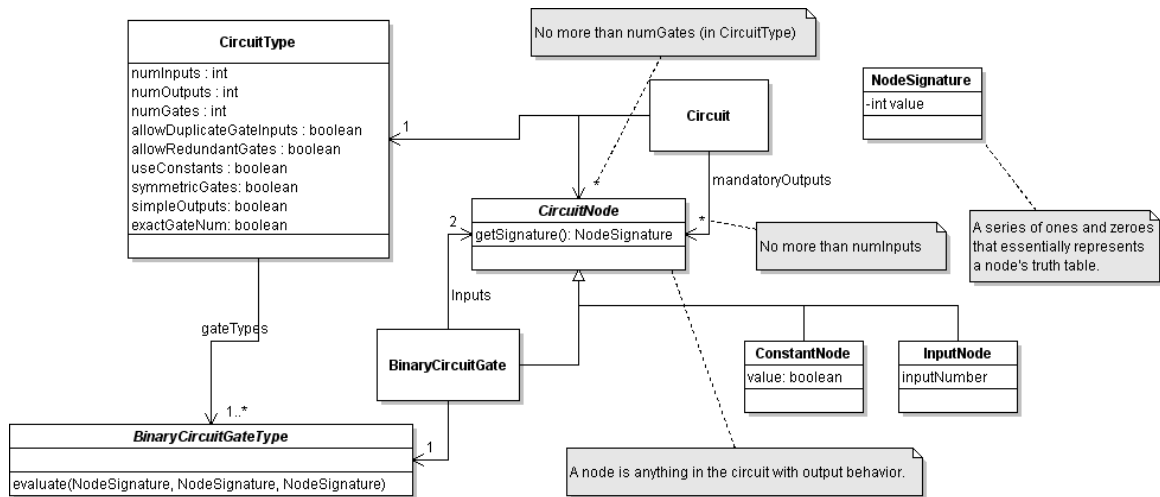 CircuitType
numInputs : int
numOutputs : int
numGates : int
allowDuplicateGateInputs : boolean
allowRedundantGates : boolean
useConstants : boolean
symmetricGates: boolean
simpleOutputs: boolean
exactGateNum: boolean
No more than numGates (in CircuitType)
NodeSignature
-int value
Circuit
1
mandatoryOutputs
*
CircuitNode
getSignature(): NodeSignature
*
2
No more than numInputs
A series of ones and zeroes
that essentially represents
a node's truth table.
Inputs
gateTypes
BinaryCircuitGate
ConstantNode
value: boolean
InputNode
inputNumber
1..*
BinaryCircuitGateType
evaluate(NodeSignature, NodeSignature, NodeSignature)
1
A node is anything in the circuit with output behavior.